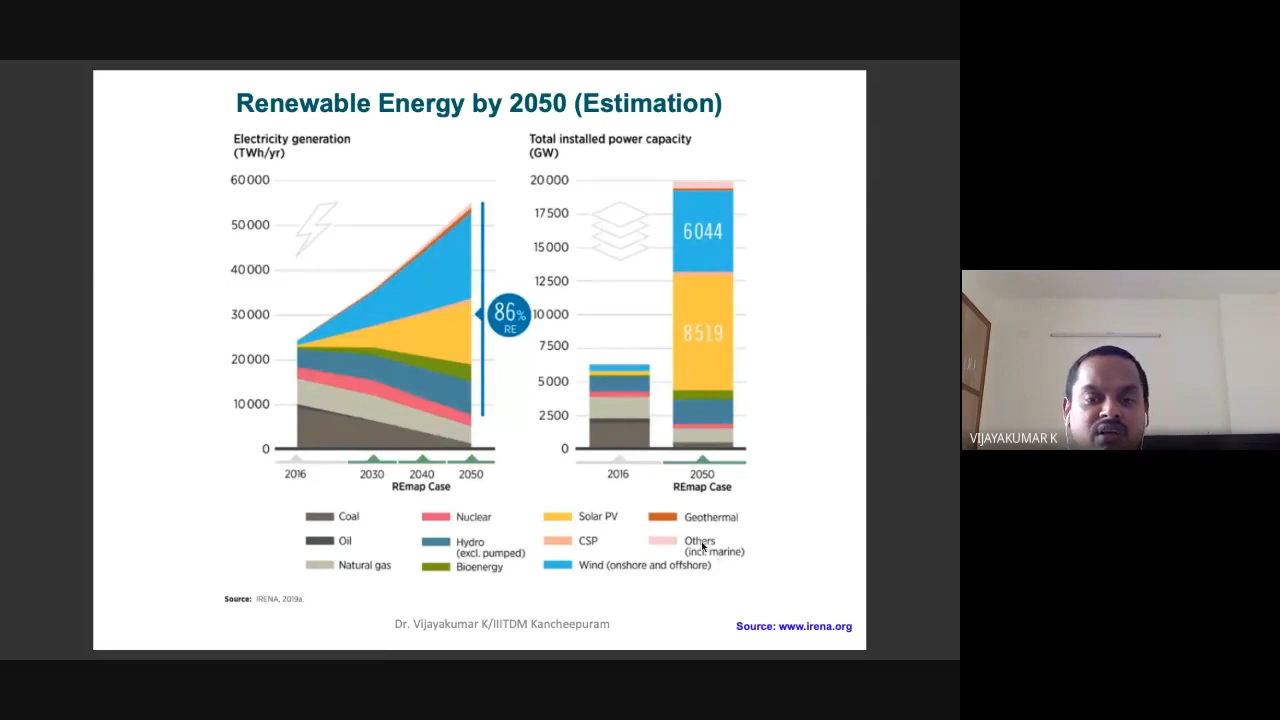 Renewable Energy by 2050 (Estimation)
Electricity generation
(TWh/yr)
60 000
50 000
40 000
30 000
20 000
10 000
0
2016
2030
2040
2050
REmap Case
86%
RE
Total installed power capacity
(GW)
20 000
17 500
15 000
12 500
10 000
7 500
5 000
2 500
0
6044
8519
2016
2050
REmap Case
Coal
Nuclear
Solar PV
Geothermal
Oil
Hydro
(excl. pumped)
CSP
Others
(incl. marine)
Natural gas
Bioenergy
Wind (onshore and offshore)
Source: IRENA, 2019a.
Dr. Vijayakumar K/IIITDM Kancheepuram
Source: www.irena.org
VIJAYAKUMAR K